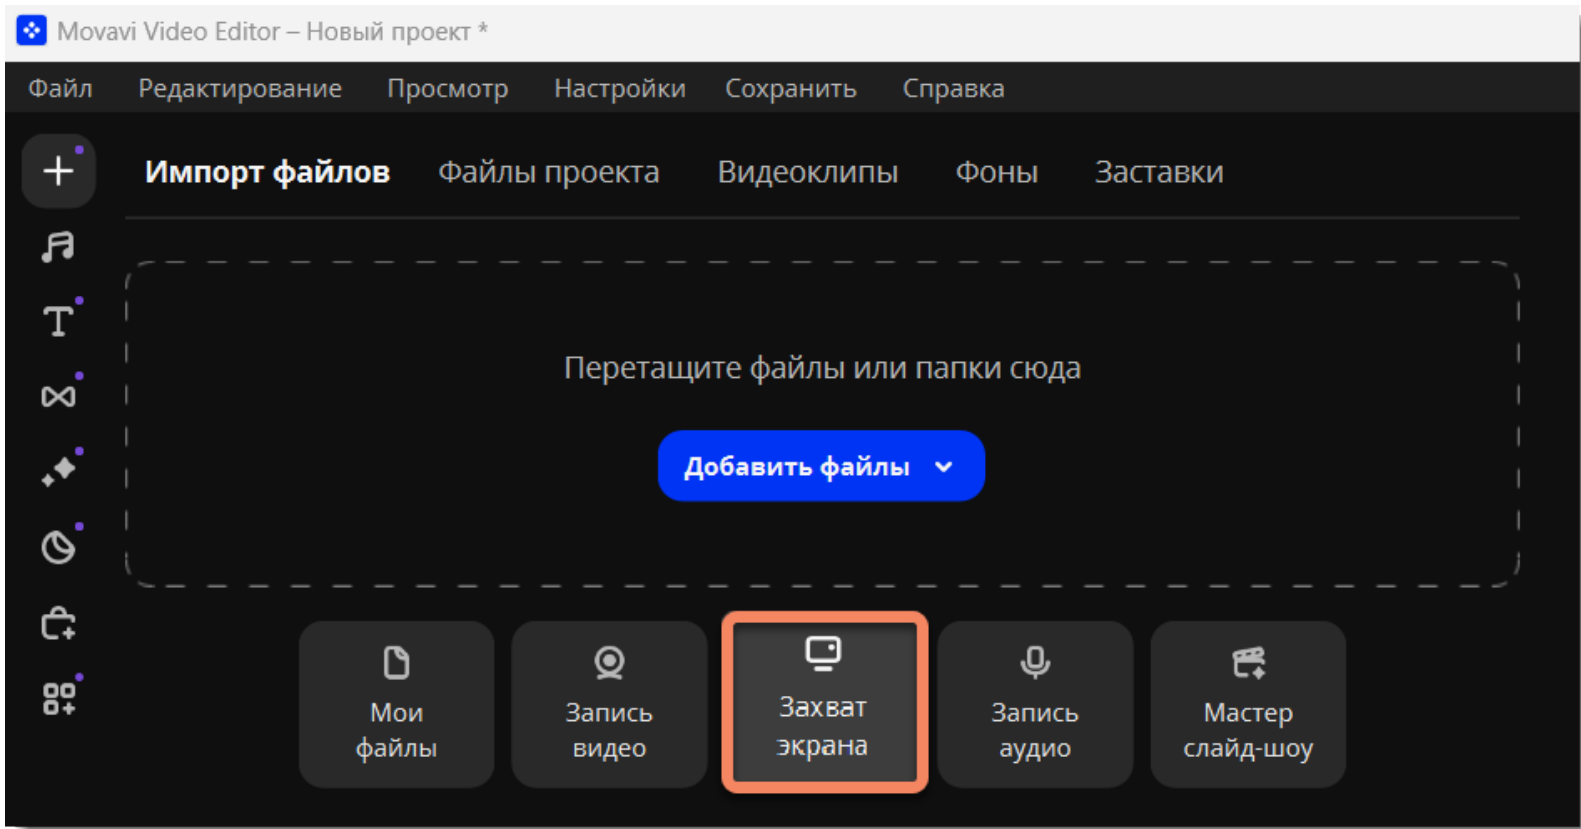 Movavi Video Editor – Новый проект *
Файл Редактирование Просмотр Настройки Сохранить Справка
Импорт файлов Файлы проекта Видеоклипы Фоны Заставки
Перетащите файлы или папки сюда
Добавить файлы
Мои
файлы
Запись
видео
Захват
экрана
Запись
аудио
Мастер
слайд-шоу